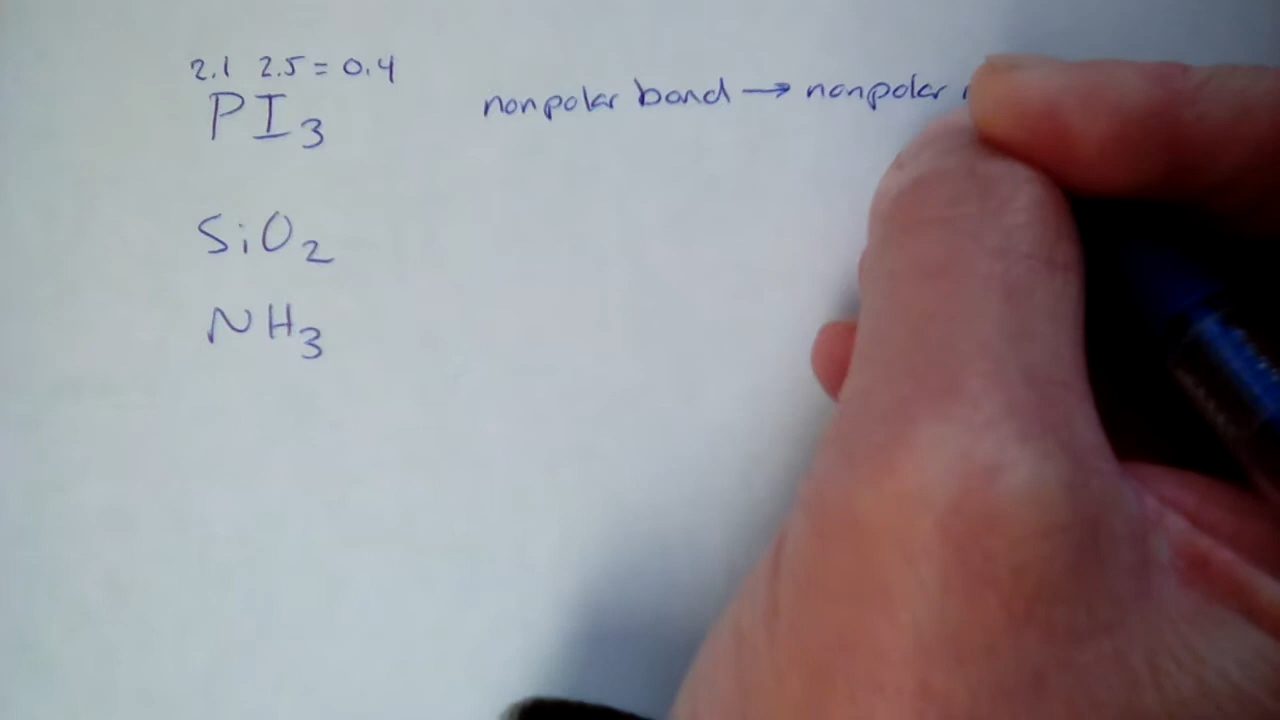 2.1 2.5 = 0.4
PI₃ nonpolar bond → nonpolar
SiO₂
NH₃